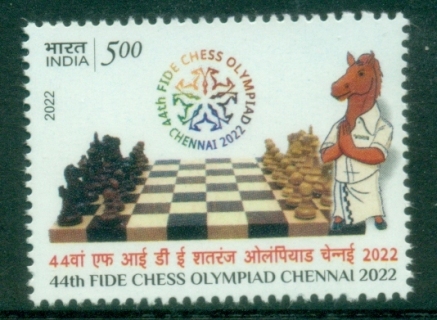 भारत 5.00
INDIA
2022
44th FIDE CHESS OLYMPIAD
CHENNAI 2022
44वां एफ आई डी ई शतरंज ओलंपियाड चेन्नई 2022
44th FIDE CHESS OLYMPIAD CHENNAI 2022